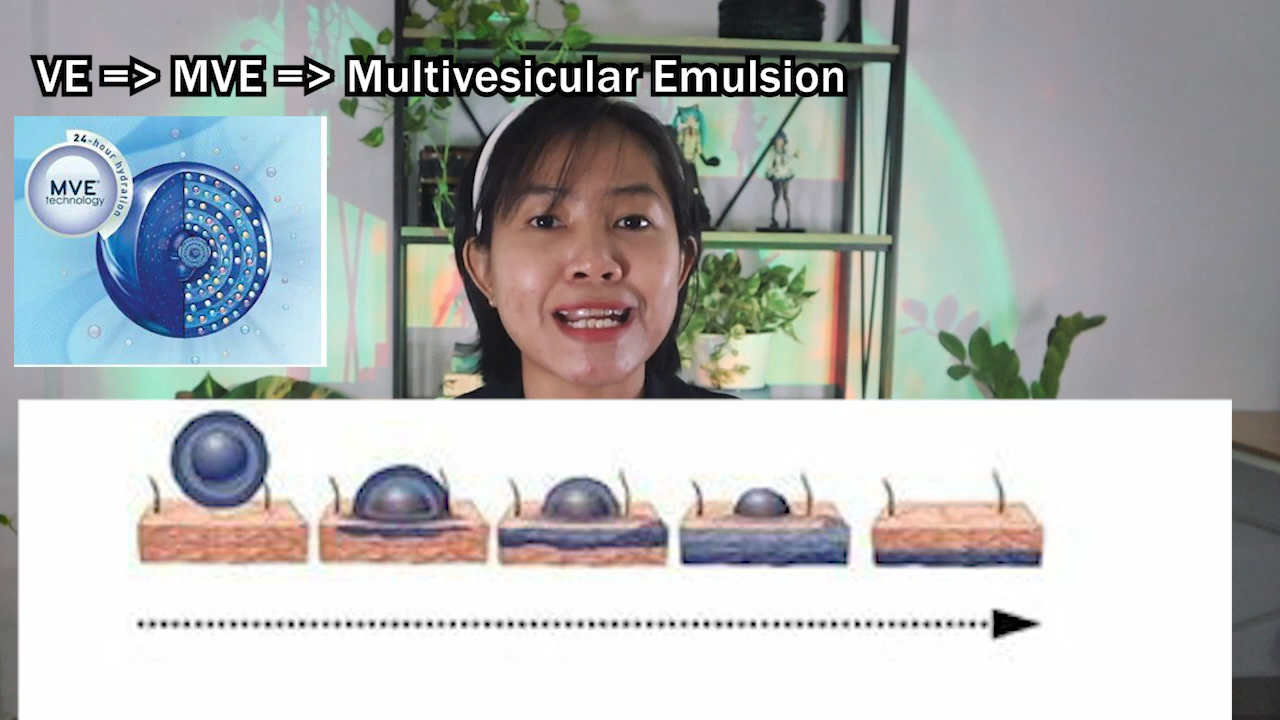 VE => MVE => Multivesicular Emulsion
24-hour hydration
MVE
technology